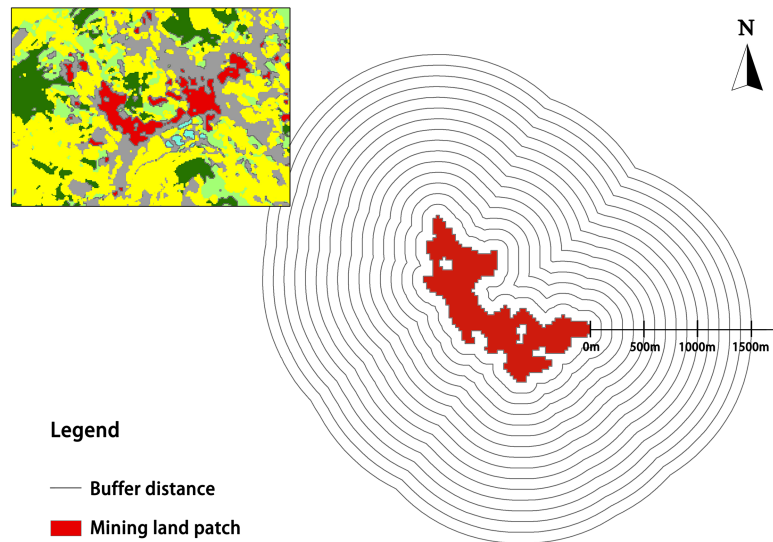 N
0m 500m 1000m 1500m
Legend
Buffer distance
Mining land patch